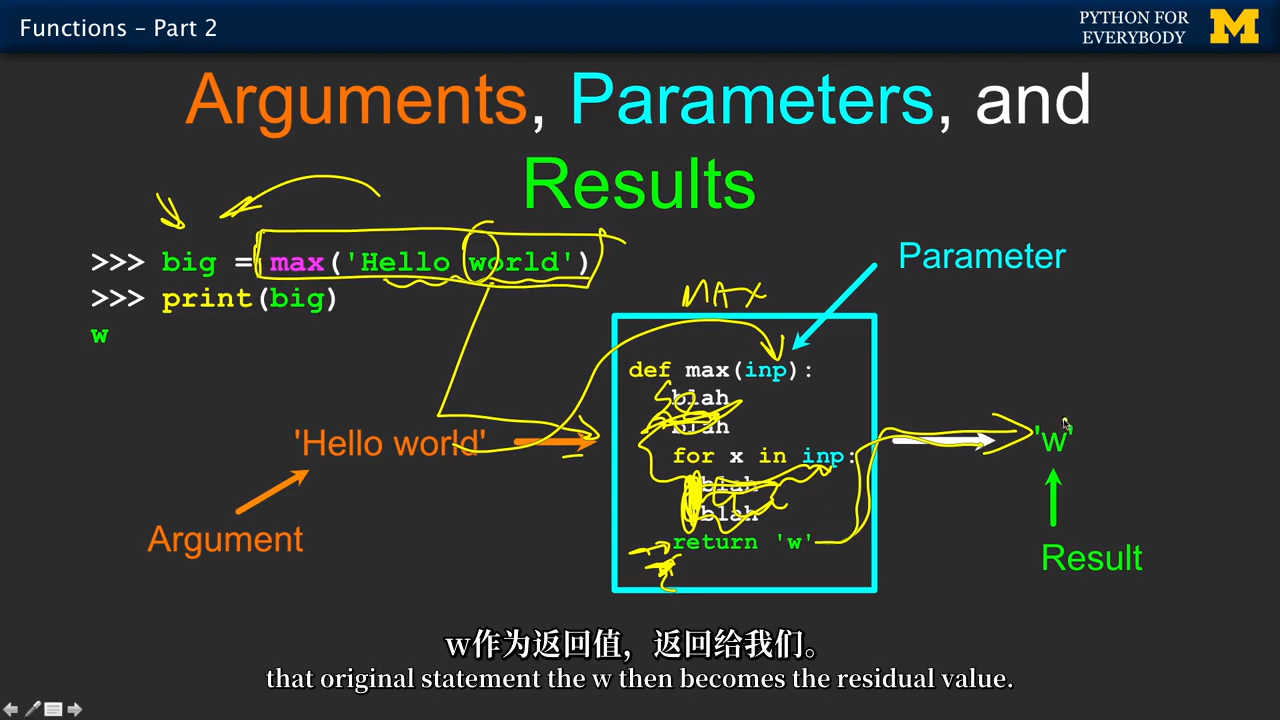 Functions – Part 2
PYTHON FOR
EVERYBODY
M
Arguments, Parameters, and
Results
>>> big = max('Hello world')
>>> print(big)
w
Parameter
MAX
def max(inp):
blah
blah
for x in inp:
blah
blah
return 'w'
'Hello world'
'w'
Argument
Result
w作为返回值，返回给我们。
that original statement the w then becomes the residual value.